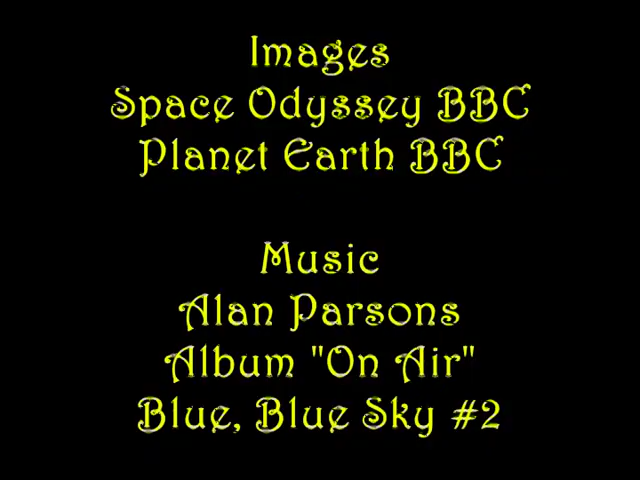 Images
Space Odyssey BBC
Planet Earth BBC
Music
Alan Parsons
Album "On Air"
Blue, Blue Sky #2